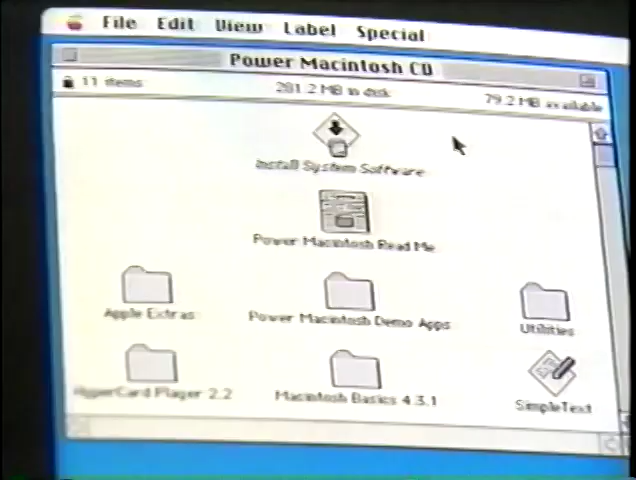 File Edit View Label Special
Power Macintosh CD
11 items 281.2 MB in disk 79.2 MB available
Install System Software
Power Macintosh Read Me
Apple Extras Power Macintosh Demo Apps Utilities
HyperCard Player 2.2 Macintosh Basics 4.3.1 SimpleText